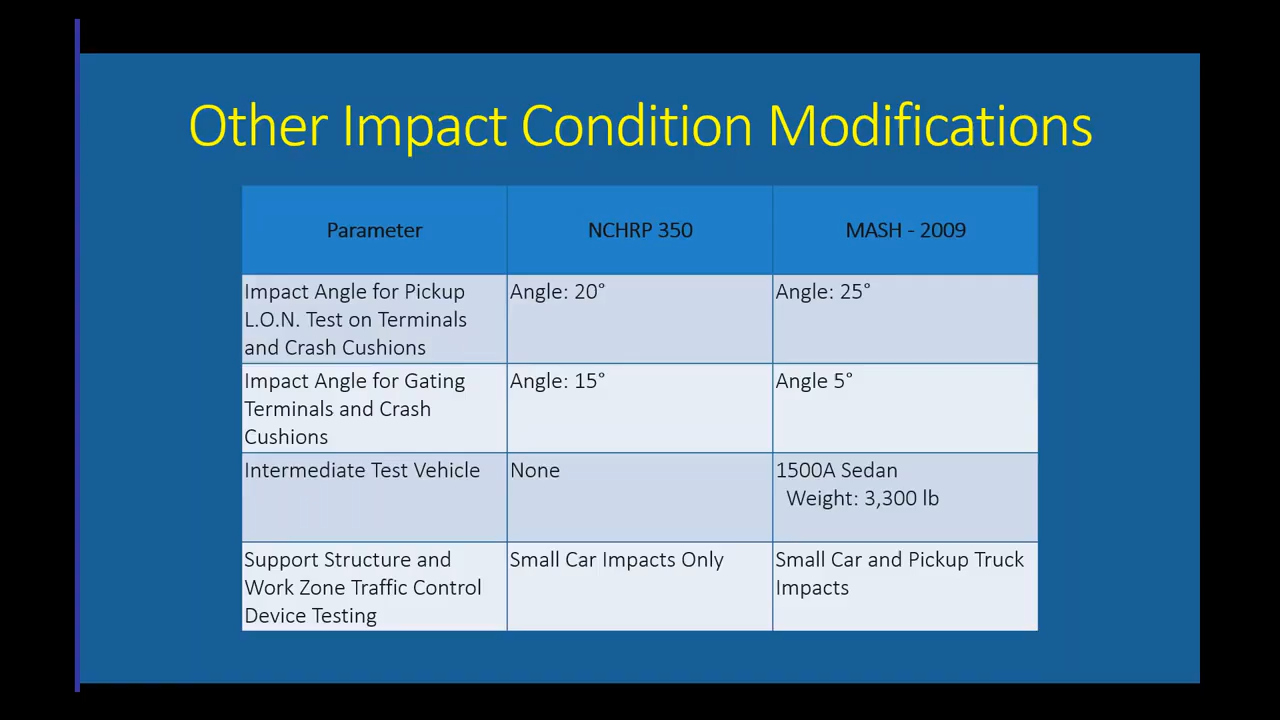 Other Impact Condition Modifications
Parameter
NCHRP 350
MASH - 2009
Impact Angle for Pickup
L.O.N. Test on Terminals
and Crash Cushions
Angle: 20°
Angle: 25°
Impact Angle for Gating
Terminals and Crash
Cushions
Angle: 15°
Angle 5°
Intermediate Test Vehicle
None
1500A Sedan
Weight: 3,300 lb
Support Structure and
Work Zone Traffic Control
Device Testing
Small Car Impacts Only
Small Car and Pickup Truck
Impacts